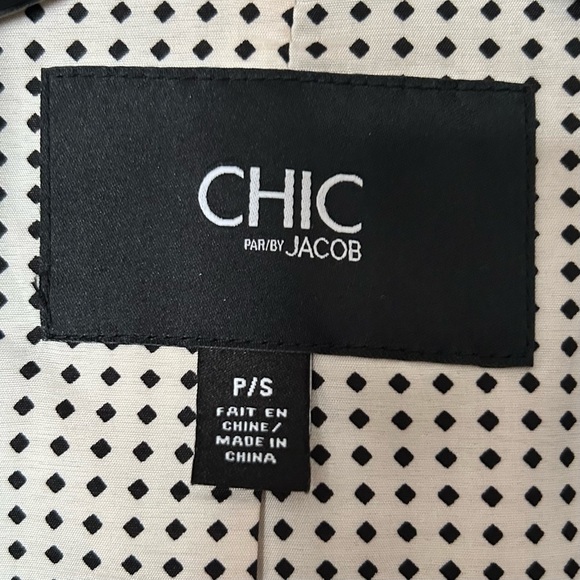 CHIC
PAR/BY JACOB
P/S
FAIT EN
CHINE/
MADE IN
CHINA